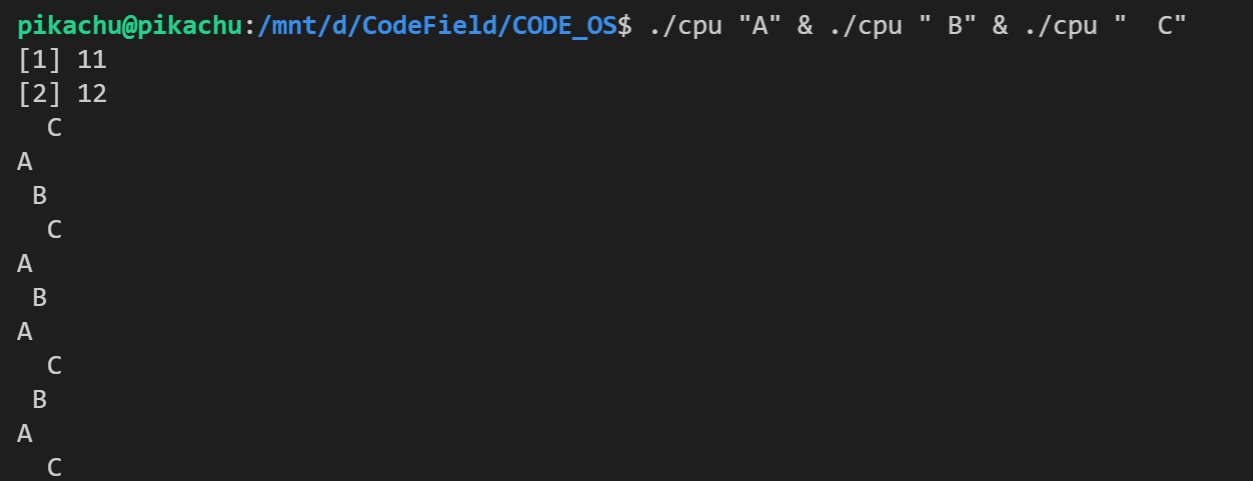 pikachu@pikachu:/mnt/d/CodeField/CODE_OS$ ./cpu "A" & ./cpu " B" & ./cpu "  C"
[1] 11
[2] 12
  C
A
 B
  C
A
 B
A
  C
 B
A
  C